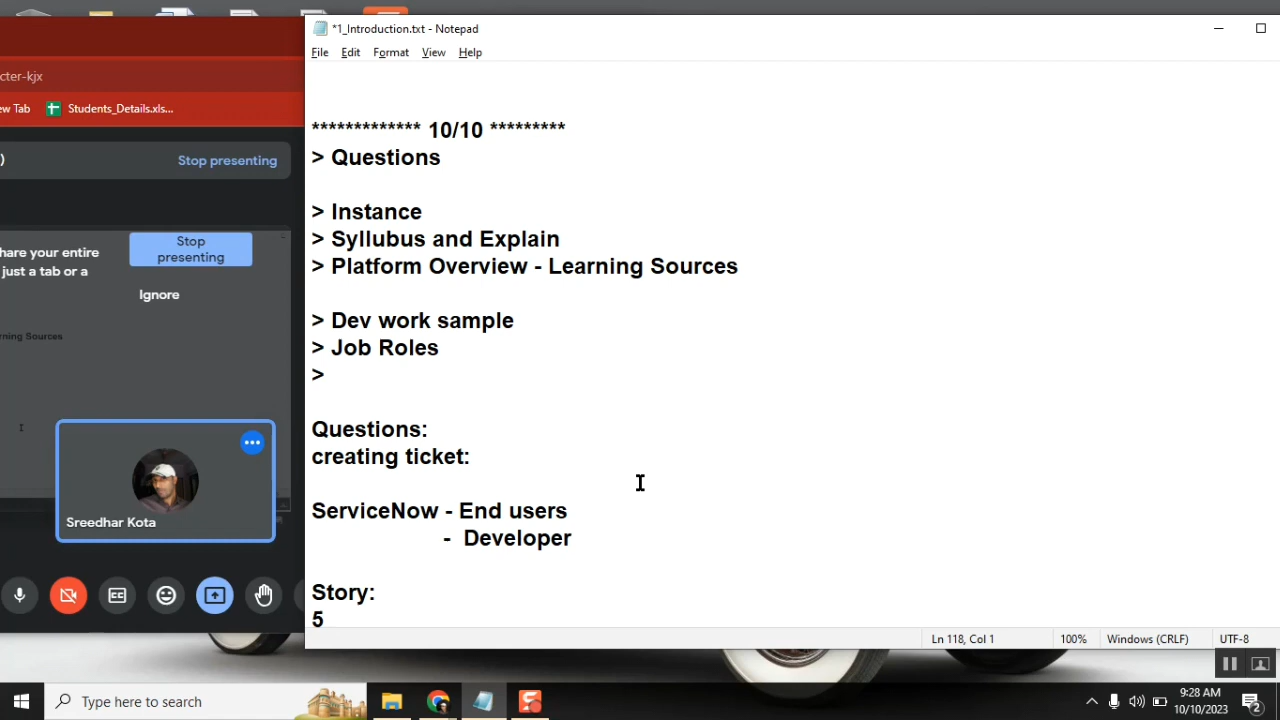 *1_Introduction.txt - Notepad
File Edit Format View Help
cter-kjx
ew Tab Students_Details.xls...
) Stop presenting
hare your entire
just a tab or a
Stop
presenting
Ignore
rning Sources
Sreedhar Kota
************* 10/10 *********
> Questions
> Instance
> Syllubus and Explain
> Platform Overview - Learning Sources
> Dev work sample
> Job Roles
>
Questions:
creating ticket:
ServiceNow - End users
- Developer
Story:
5
Ln 118, Col 1 100% Windows (CRLF) UTF-8
Type here to search
9:28 AM
10/10/2023
2